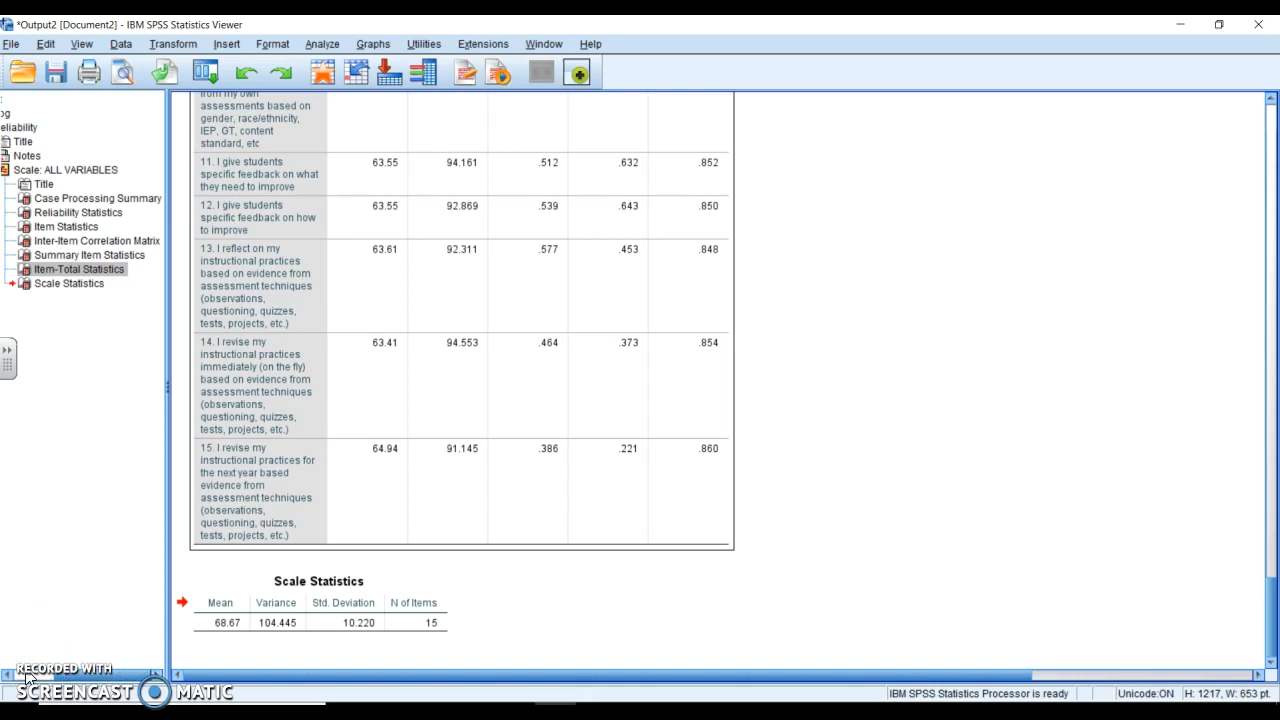 *Output2 [Document2] - IBM SPSS Statistics Viewer
File Edit View Data Transform Insert Format Analyze Graphs Utilities Extensions Window Help
og
eliability
Title
Notes
Scale: ALL VARIABLES
Title
Case Processing Summary
Reliability Statistics
Item Statistics
Inter-Item Correlation Matrix
Summary Item Statistics
Item-Total Statistics
Scale Statistics
from my own
assessments based on
gender, race/ethnicity,
IEP, GT, content
standard, etc
11. I give students 63.55 94.161 .512 .632 .852
specific feedback on what
they need to improve
12. I give students 63.55 92.869 .539 .643 .850
specific feedback on how
to improve
13. I reflect on my 63.61 92.311 .577 .453 .848
instructional practices
based on evidence from
assessment techniques
(observations,
questioning, quizzes,
tests, projects, etc.)
14. I revise my 63.41 94.553 .464 .373 .854
instructional practices
immediately (on the fly)
based on evidence from
assessment techniques
(observations,
questioning, quizzes,
tests, projects, etc.)
15. I revise my 64.94 91.145 .386 .221 .860
instructional practices for
the next year based
evidence from
assessment techniques
(observations,
questioning, quizzes,
tests, projects, etc.)
Scale Statistics
Mean Variance Std. Deviation N of Items
68.67 104.445 10.220 15
RECORDED WITH
SCREENCAST MATIC
IBM SPSS Statistics Processor is ready Unicode:ON H: 1217, W: 653 pt.